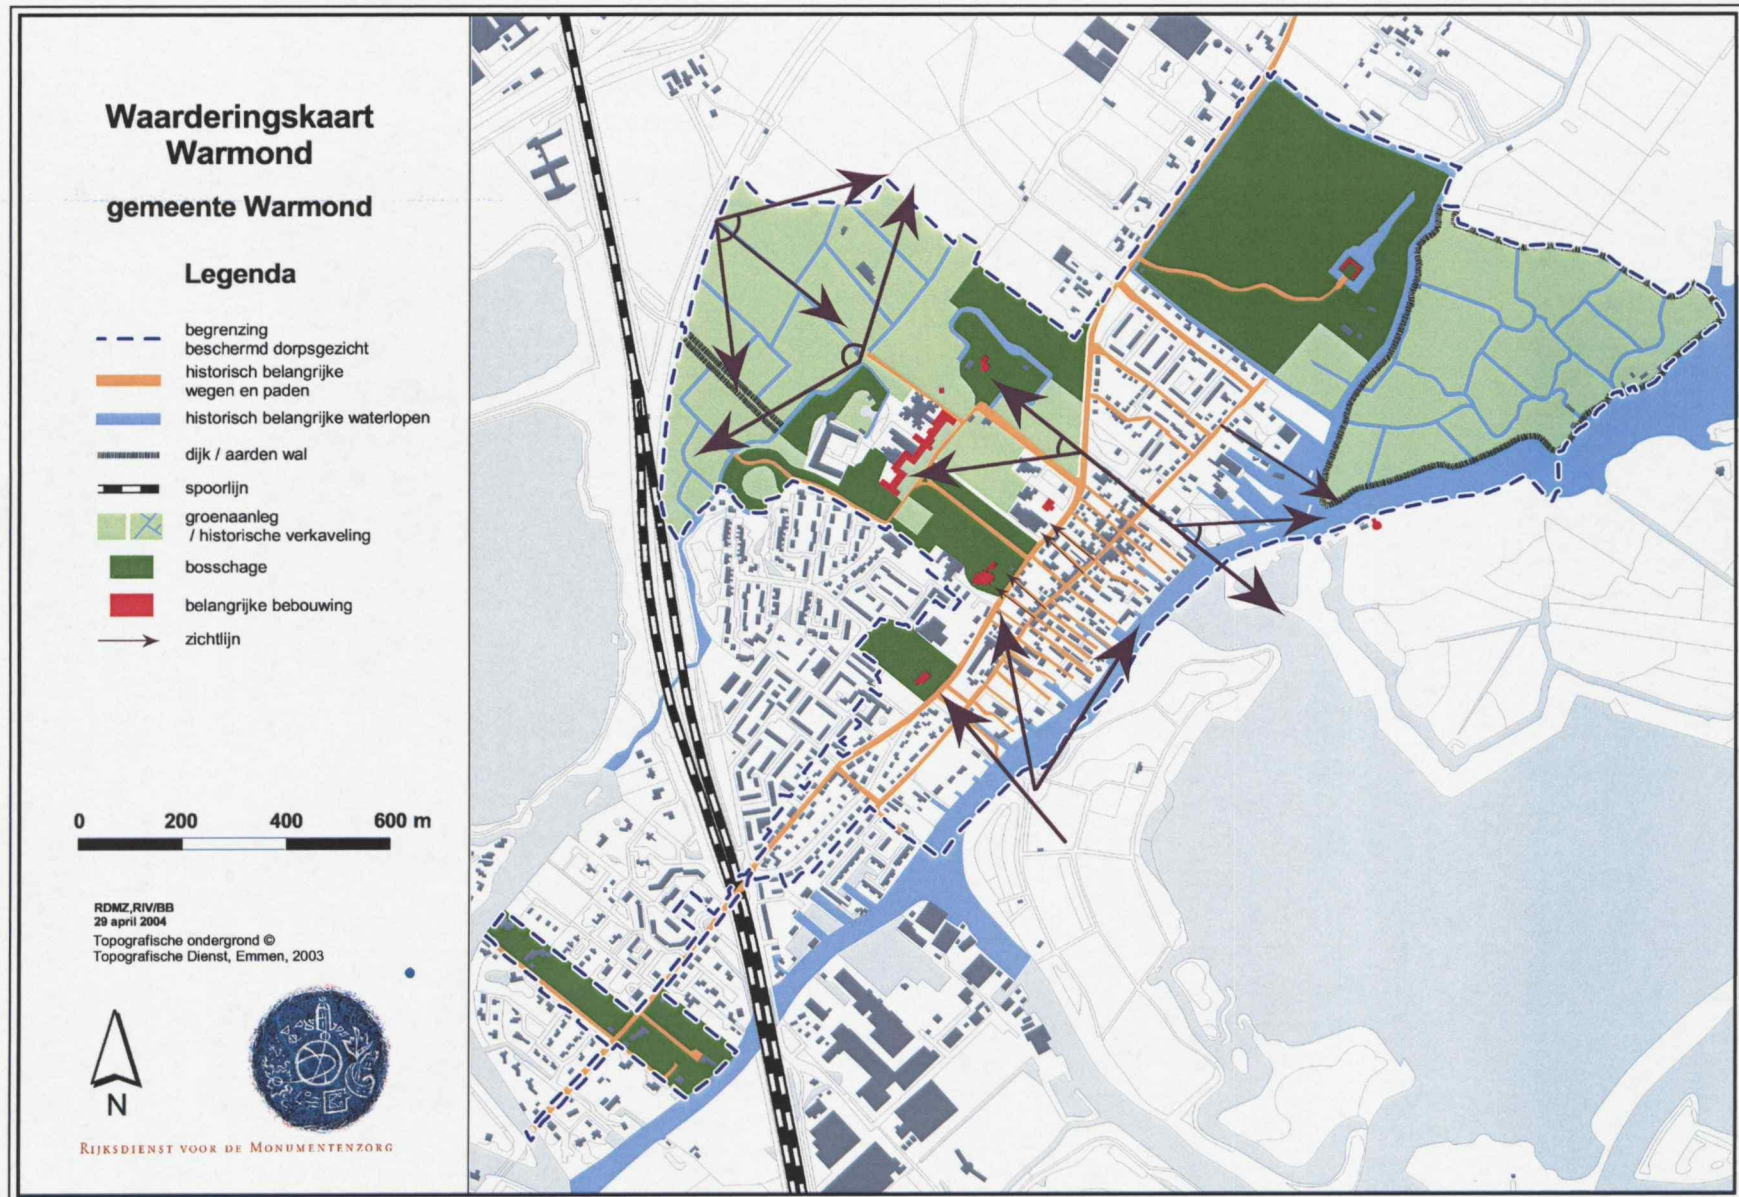 Waarderingskaart
Warmond
gemeente Warmond
Legenda
begrenzing
beschermd dorpsgezicht
historisch belangrijke
wegen en paden
historisch belangrijke waterlopen
dijk / aarden wal
spoorlijn
groenaanleg
/ historische verkaveling
bosschage
belangrijke bebouwing
zichtlijn
0 200 400 600 m
RDMZ,RIV/BB
29 april 2004
Topografische ondergrond ©
Topografische Dienst, Emmen, 2003
N
RIJKSDIENST VOOR DE MONUMENTENZORG